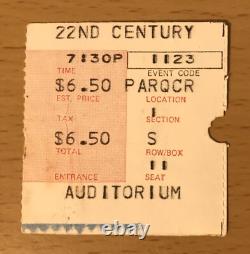 22ND CENTURY
7:30P 1123
TIME EVENT CODE
$6.50 PARQCR
EST. PRICE LOCATION
1
TAX SECTION
$6.50 S
TOTAL ROW/BOX
11
ENTRANCE SEAT
AUDITORIUM